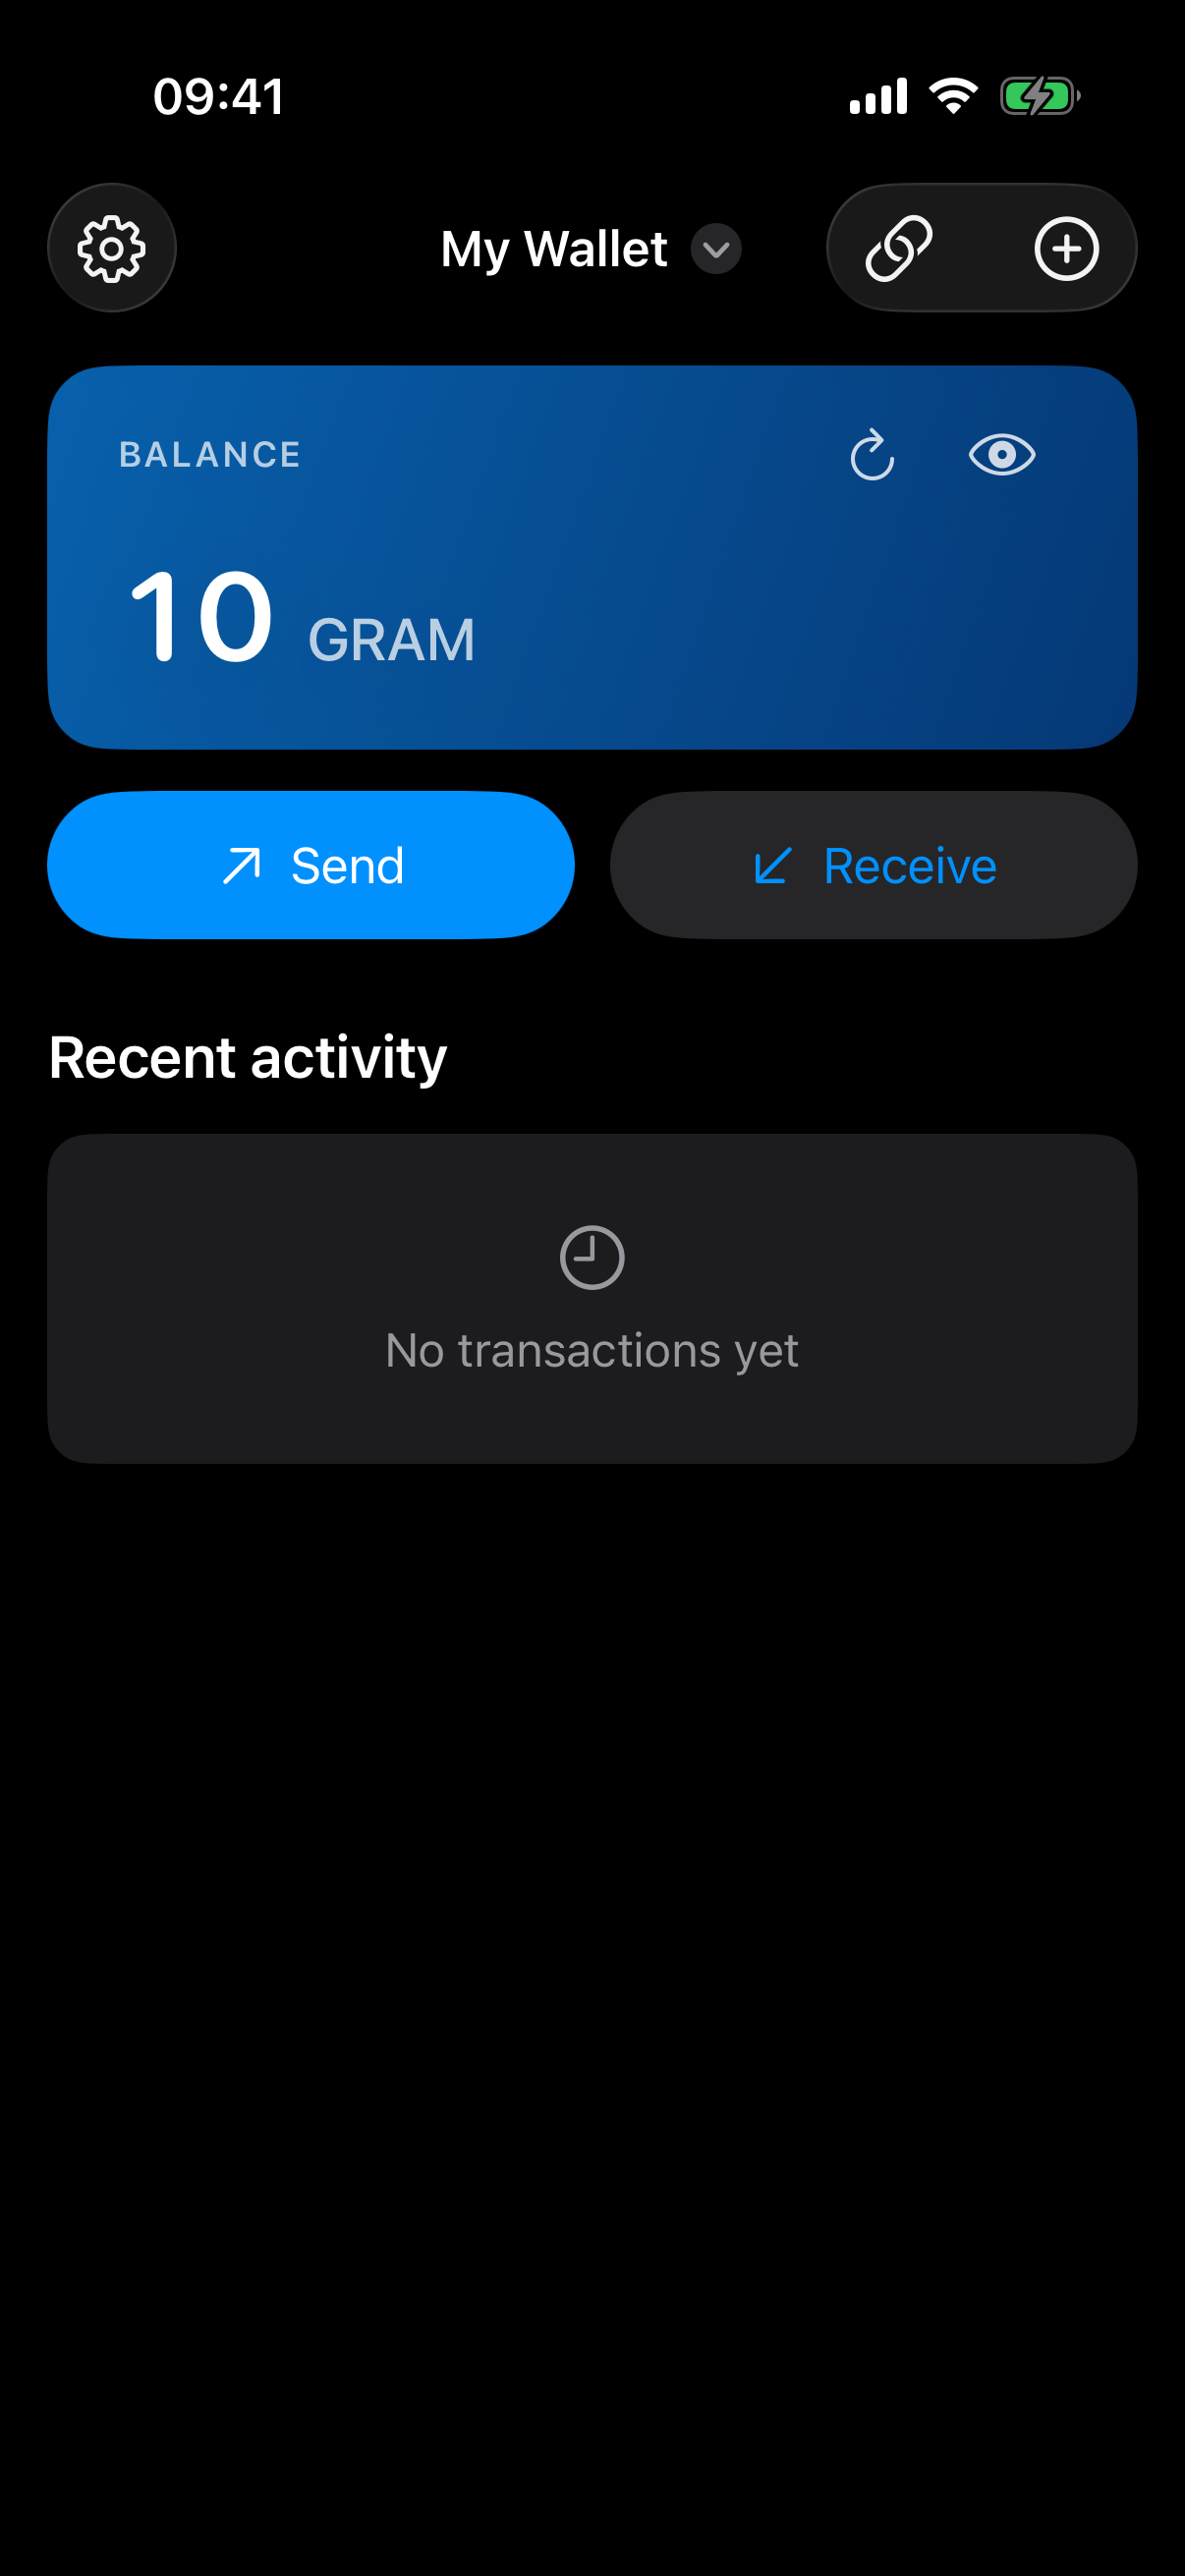 09:41
My Wallet
BALANCE
10 GRAM
Send
Receive
Recent activity
No transactions yet